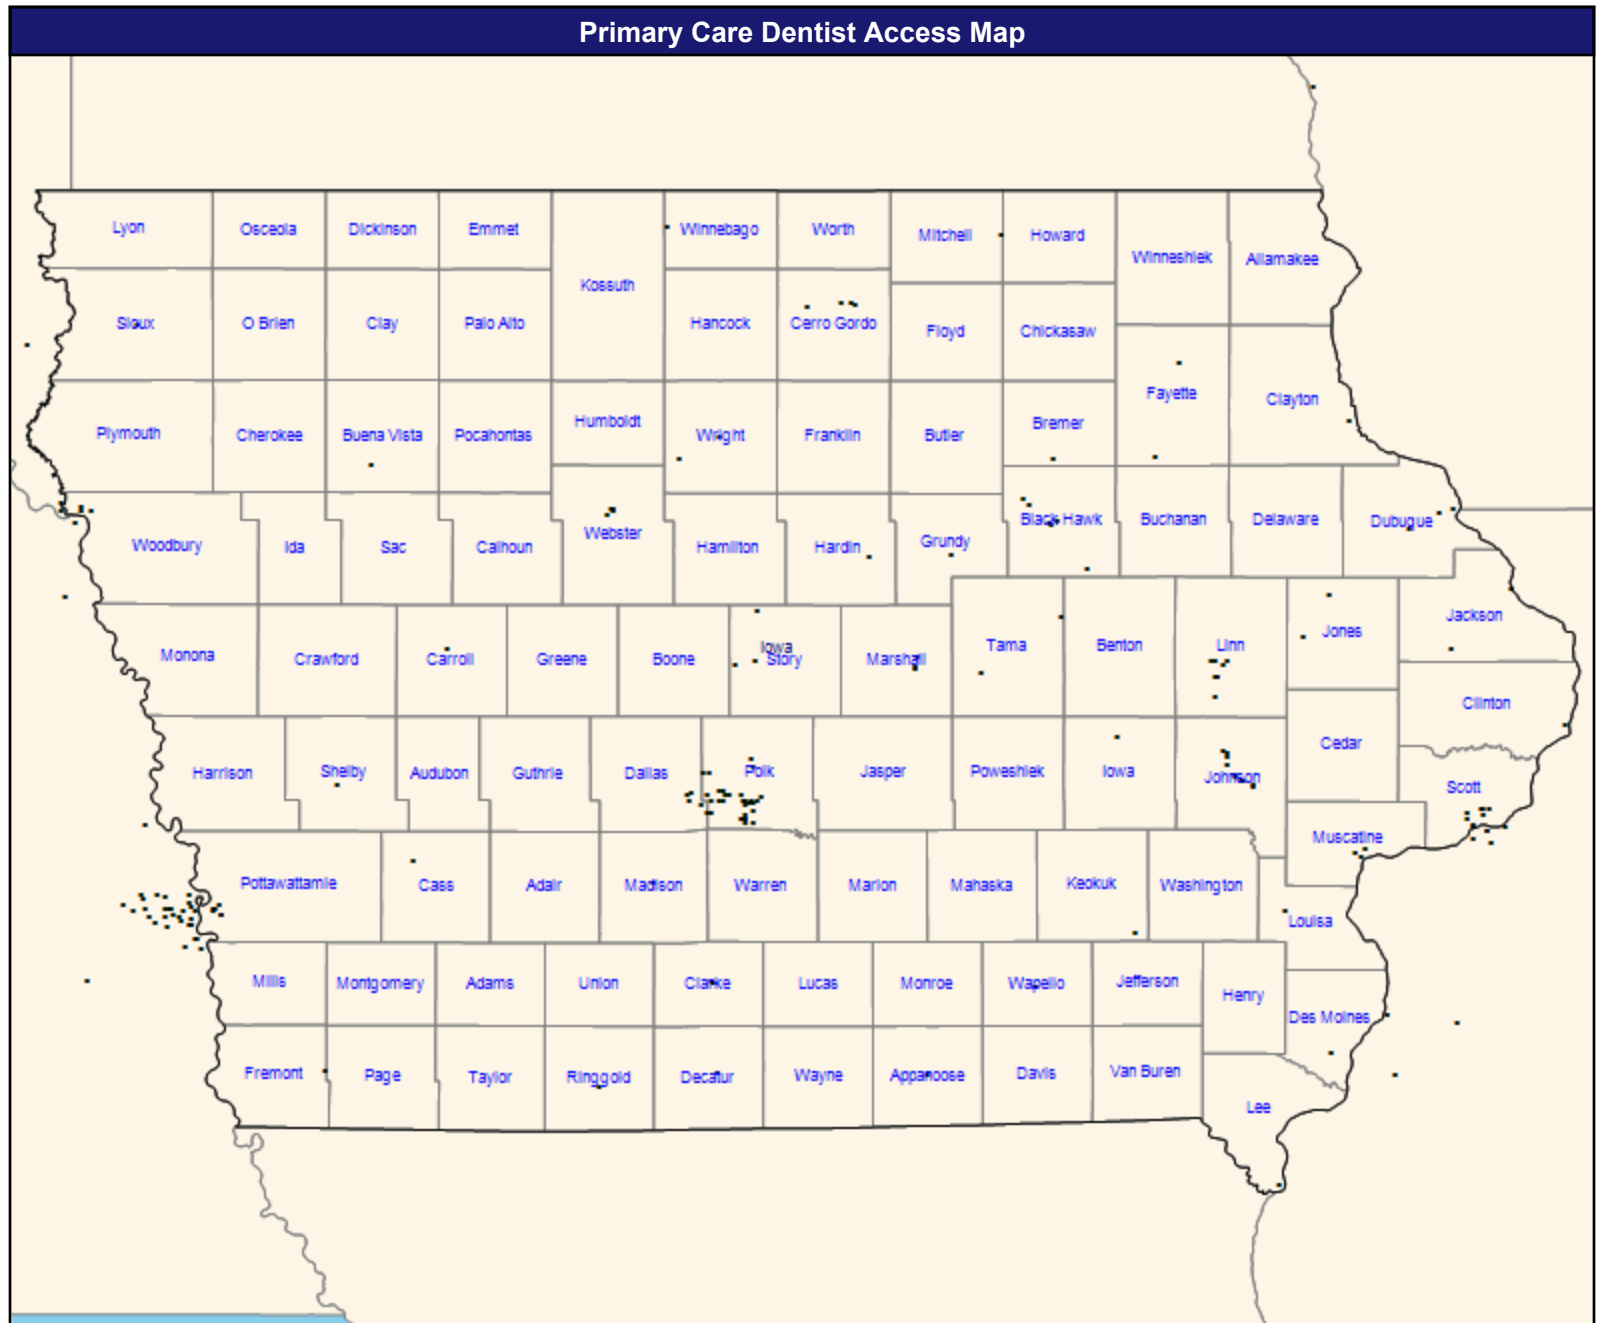 Primary Care Dentist Access Map
Lyon Osceola Dickinson Emmet Winnebago Worth Mitchell Howard
Winneshiek Allamakee
Kossuth
Sioux O Brien Clay Palo Alto Hancock Cerro Gordo Floyd Chickasaw
Fayette Clayton
Plymouth Cherokee Buena Vista Pocahontas Humboldt Wright Franklin Butler Bremer
Woodbury Ida Sac Calhoun Webster Hamilton Hardin Grundy Black Hawk Buchanan Delaware Dubuque
Monona Crawford Carroll Greene Boone Iowa
Story Marshall Tama Benton Linn Jones Jackson
Clinton
Harrison Shelby Audubon Guthrie Dallas Polk Jasper Poweshiek Iowa Johnson Cedar Scott
Muscatine
Pottawattamie Cass Adair Madison Warren Marion Mahaska Keokuk Washington
Louisa
Mills Montgomery Adams Union Clarke Lucas Monroe Wapello Jefferson Henry
Des Moines
Fremont Page Taylor Ringgold Decatur Wayne Appanoose Davis Van Buren
Lee